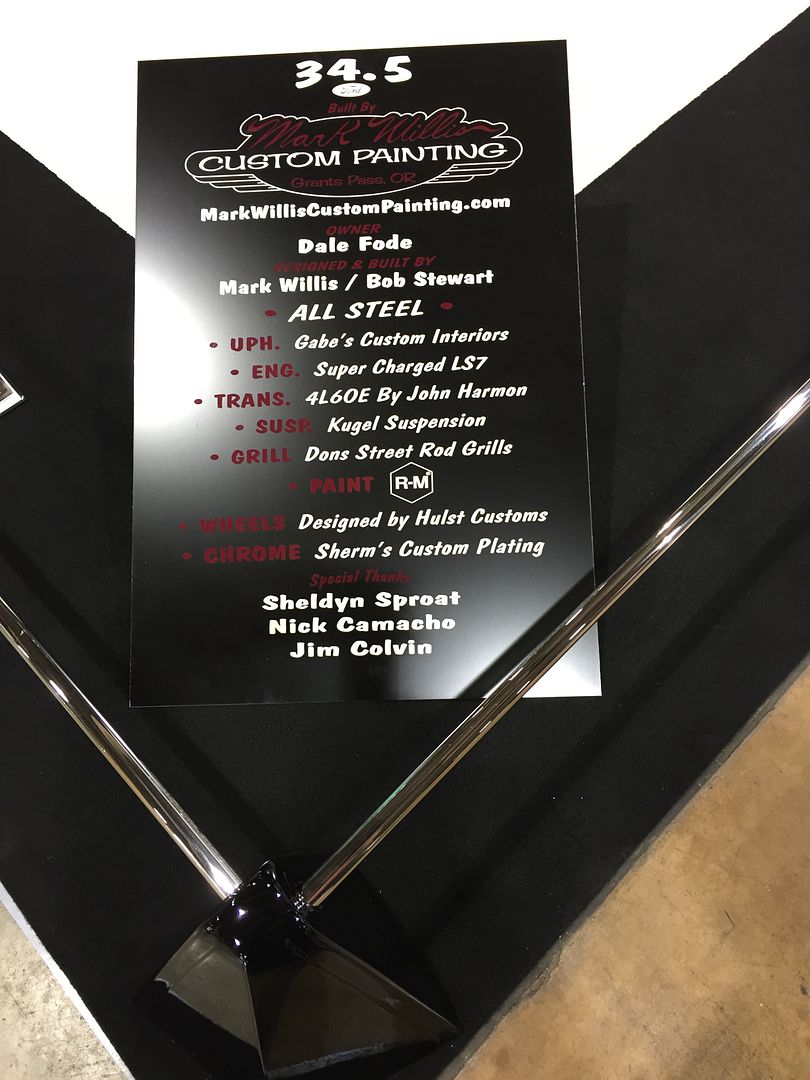 34.5
Ford
Built By
Mark Willis
CUSTOM PAINTING
Grants Pass, OR
MarkWillisCustomPainting.com
OWNER
Dale Fode
DESIGNED & BUILT BY
Mark Willis / Bob Stewart
• ALL STEEL •
• UPH. Gabe's Custom Interiors
• ENG. Super Charged LS7
• TRANS. 4L60E By John Harmon
• SUSP. Kugel Suspension
• GRILL Dons Street Rod Grills
• PAINT R-M
• WHEELS Designed by Hulst Customs
• CHROME Sherm's Custom Plating
Special Thanks
Sheldyn Sproat
Nick Camacho
Jim Colvin